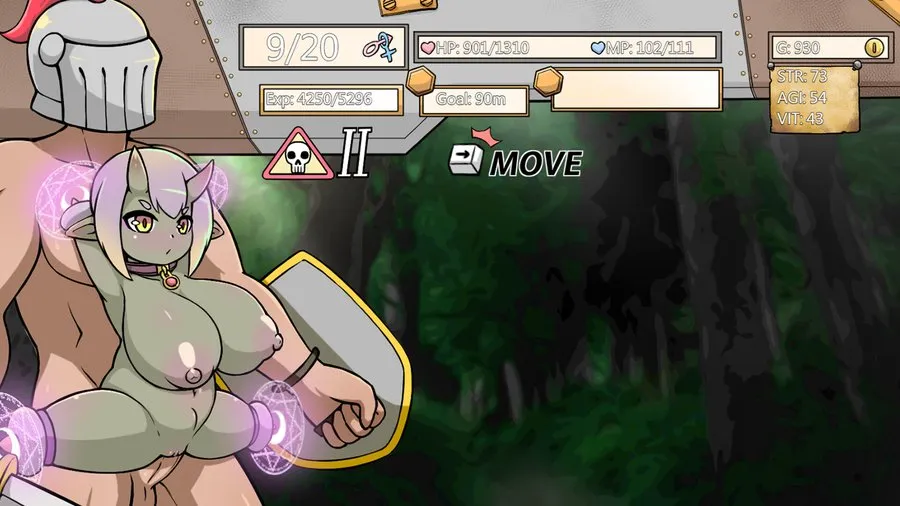 9/20
HP: 901/1310
MP: 102/111
G: 930
Exp: 4250/5296
Goal: 90m
STR: 73
AGI: 54
VIT: 43
II
MOVE